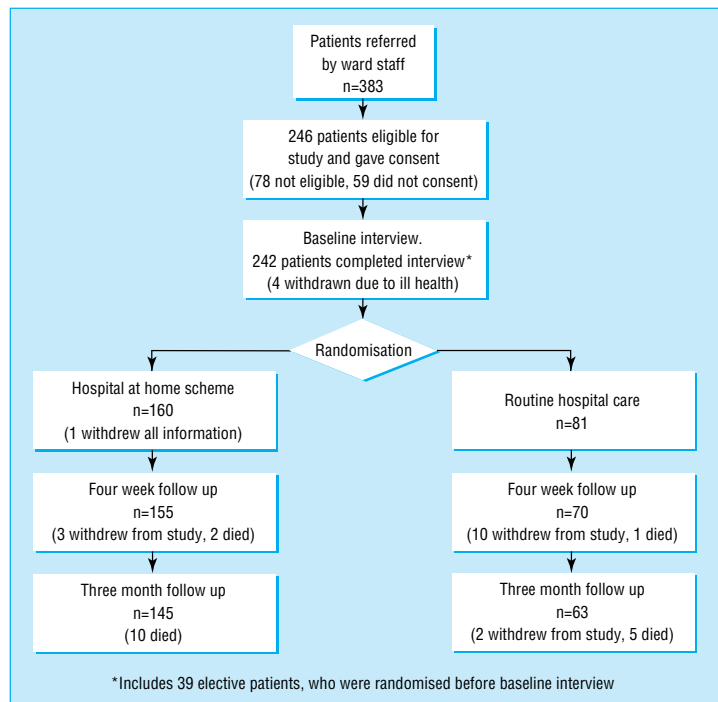 Patients referred
by ward staff
n=383
246 patients eligible for
study and gave consent
(78 not eligible, 59 did not consent)
Baseline interview.
242 patients completed interview*
(4 withdrawn due to ill health)
Randomisation
Hospital at home scheme
n=160
(1 withdrew all information)
Routine hospital care
n=81
Four week follow up
n=155
(3 withdrew from study, 2 died)
Four week follow up
n=70
(10 withdrew from study, 1 died)
Three month follow up
n=145
(10 died)
Three month follow up
n=63
(2 withdrew from study, 5 died)
*Includes 39 elective patients, who were randomised before baseline interview